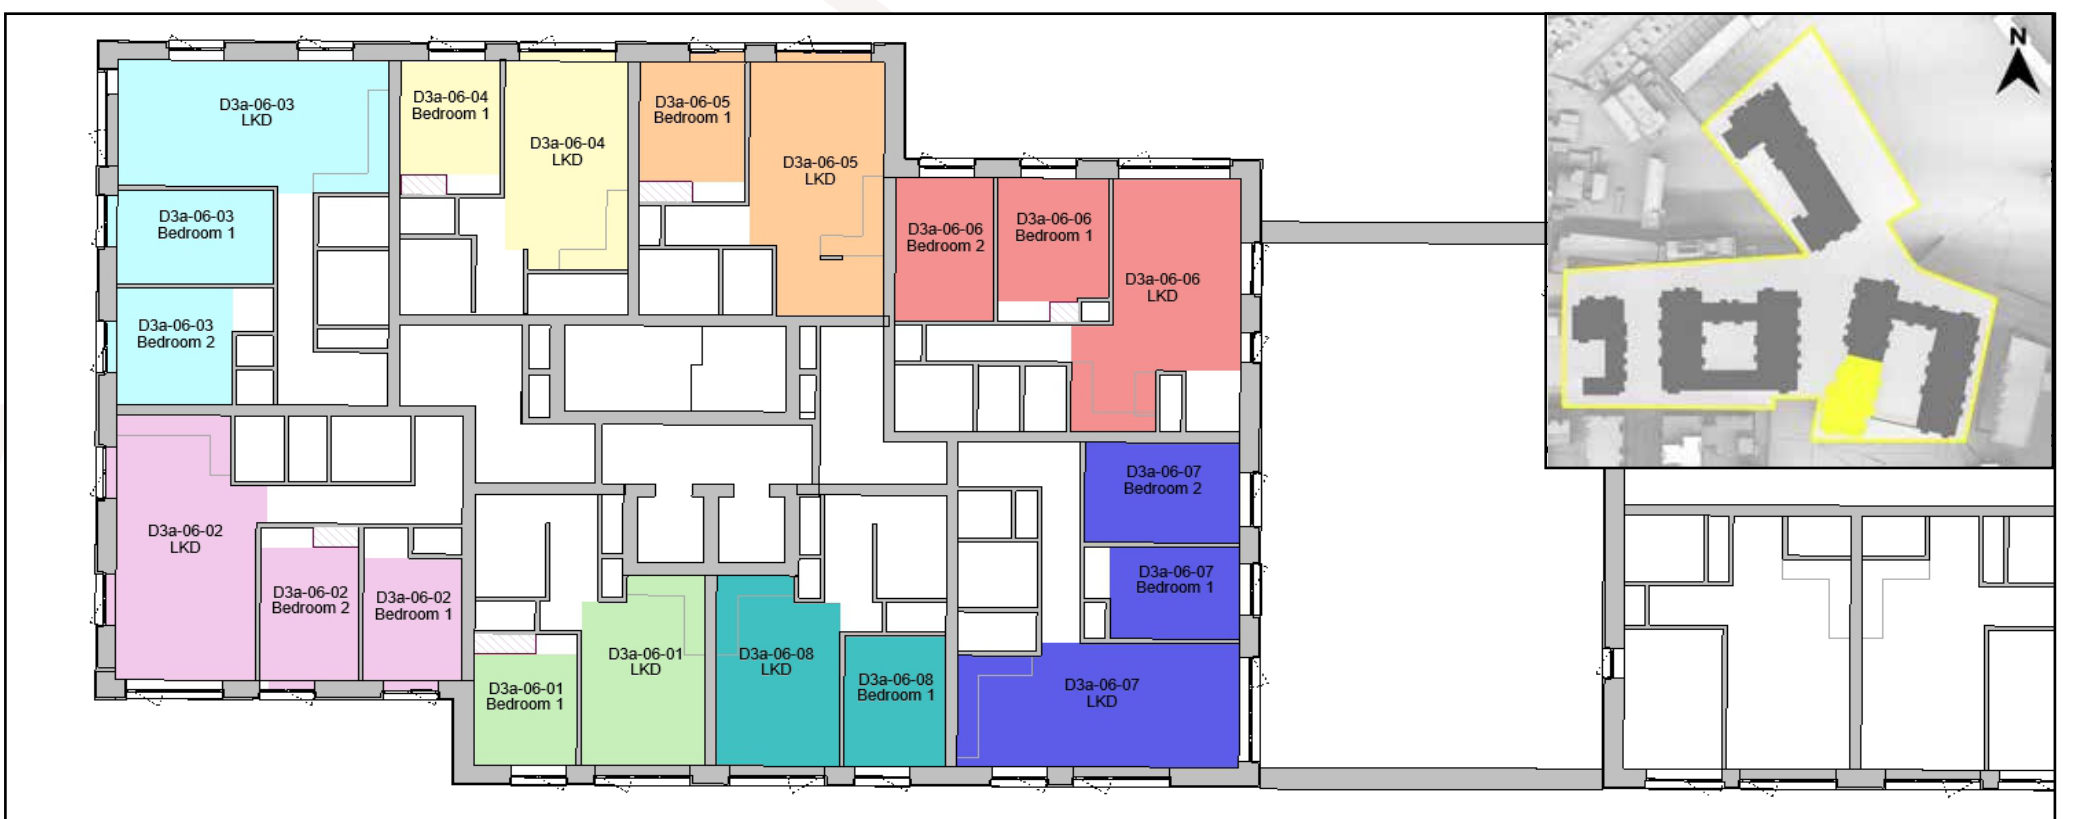 N
D3a-06-03
LKD
D3a-06-04
Bedroom 1
D3a-06-04
LKD
D3a-06-05
Bedroom 1
D3a-06-05
LKD
D3a-06-03
Bedroom 1
D3a-06-06
Bedroom 2
D3a-06-06
Bedroom 1
D3a-06-06
LKD
D3a-06-03
Bedroom 2
D3a-06-02
LKD
D3a-06-07
Bedroom 2
D3a-06-02
Bedroom 2
D3a-06-02
Bedroom 1
D3a-06-07
Bedroom 1
D3a-06-01
LKD
D3a-06-08
LKD
D3a-06-01
Bedroom 1
D3a-06-08
Bedroom 1
D3a-06-07
LKD